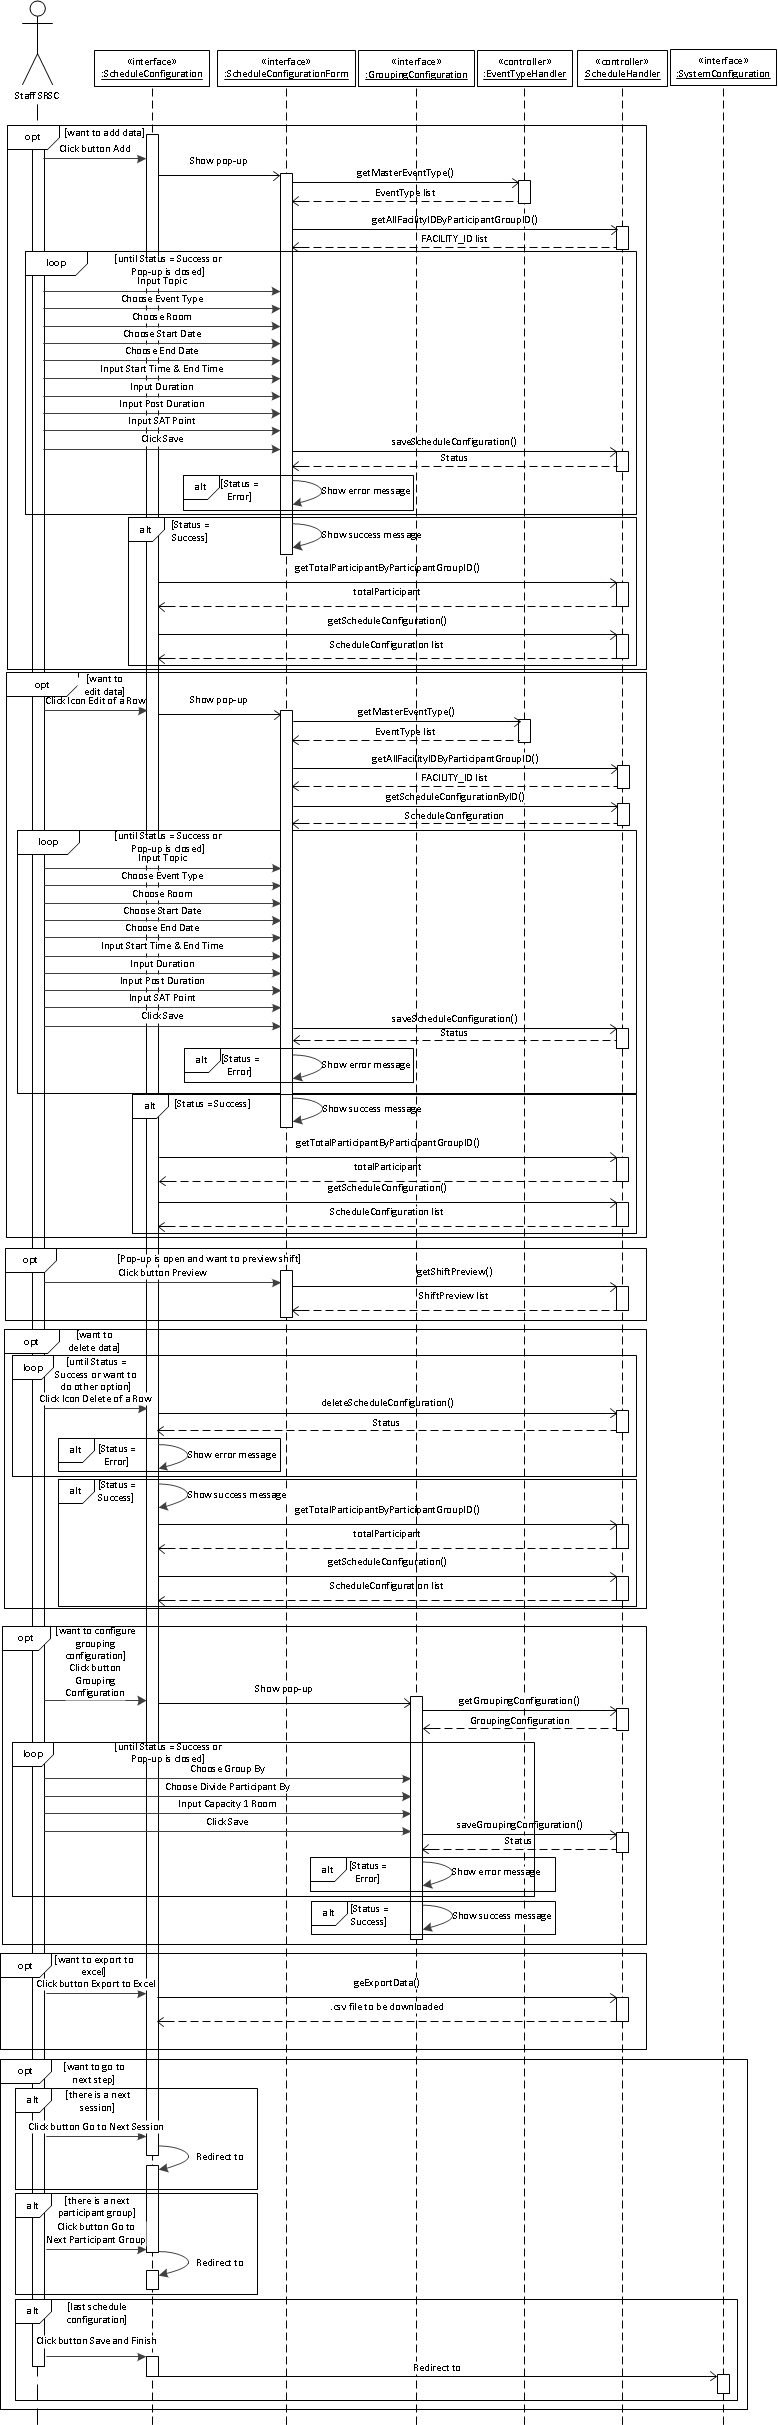 «interface»
:ScheduleConfiguration
«interface»
:ScheduleConfigurationForm
«interface»
:GroupingConfiguration
«controller»
:EventTypeHandler
«controller»
:ScheduleHandler
«interface»
:SystemConfiguration
Staff SRSC
opt
[want to add data]
Click button Add
Show pop-up
getMasterEventType()
EventType list
getAllFacilityIDByParticipantGroupID()
FACILITY_ID list
loop
[until Status = Success or
Pop-up is closed]
Input Topic
Choose Event Type
Choose Room
Choose Start Date
Choose End Date
Input Start Time & End Time
Input Duration
Input Post Duration
Input SAT Point
Click Save
saveScheduleConfiguration()
Status
alt
[Status =
Error]
Show error message
alt
[Status =
Success]
Show success message
getTotalParticipantByParticipantGroupID()
totalParticipant
getScheduleConfiguration()
ScheduleConfiguration list
opt
[want to
edit data]
Click Icon Edit of a Row
Show pop-up
getMasterEventType()
EventType list
getAllFacilityIDByParticipantGroupID()
FACILITY_ID list
getScheduleConfigurationByID()
ScheduleConfiguration
loop
[until Status = Success or
Pop-up is closed]
Input Topic
Choose Event Type
Choose Room
Choose Start Date
Choose End Date
Input Start Time & End Time
Input Duration
Input Post Duration
Input SAT Point
Click Save
saveScheduleConfiguration()
Status
alt
[Status =
Error]
Show error message
alt
[Status = Success]
Show success message
getTotalParticipantByParticipantGroupID()
totalParticipant
getScheduleConfiguration()
ScheduleConfiguration list
opt
[Pop-up is open and want to preview shift]
Click button Preview
getShiftPreview()
ShiftPreview list
opt
[want to
delete data]
loop
[until Status =
Success or want to
do other option]
Click Icon Delete of a Row
deleteScheduleConfiguration()
Status
alt
[Status =
Error]
Show error message
alt
[Status =
Success]
Show success message
getTotalParticipantByParticipantGroupID()
totalParticipant
getScheduleConfiguration()
ScheduleConfiguration list
opt
[want to configure
grouping
configuration]
Click button
Grouping
Configuration
Show pop-up
getGroupingConfiguration()
GroupingConfiguration
loop
[until Status = Success or
Pop-up is closed]
Choose Group By
Choose Divide Participant By
Input Capacity 1 Room
Click Save
saveGroupingConfiguration()
Status
alt
[Status =
Error]
Show error message
alt
[Status =
Success]
Show success message
opt
[want to export to
excel]
Click button Export to Excel
geExportData()
.csv file to be downloaded
opt
[want to go to
next step]
alt
[there is a next
session]
Click button Go to Next Session
Redirect to
alt
[there is a next
participant group]
Click button Go to
Next Participant Group
Redirect to
alt
[last schedule
configuration]
Click button Save and Finish
Redirect to